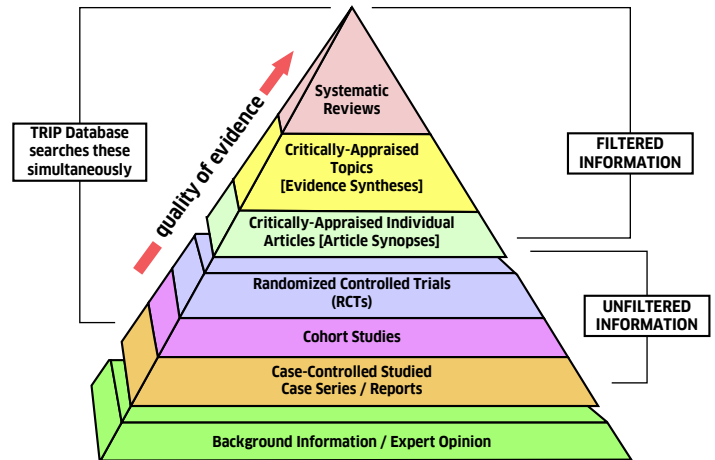 Systematic
Reviews
quality of evidence
TRIP Database
searches these
simultaneously
FILTERED
INFORMATION
Critically-Appraised
Topics
[Evidence Syntheses]
Critically-Appraised Individual
Articles [Article Synopses]
Randomized Controlled Trials
(RCTs)
UNFILTERED
INFORMATION
Cohort Studies
Case-Controlled Studied
Case Series / Reports
Background Information / Expert Opinion